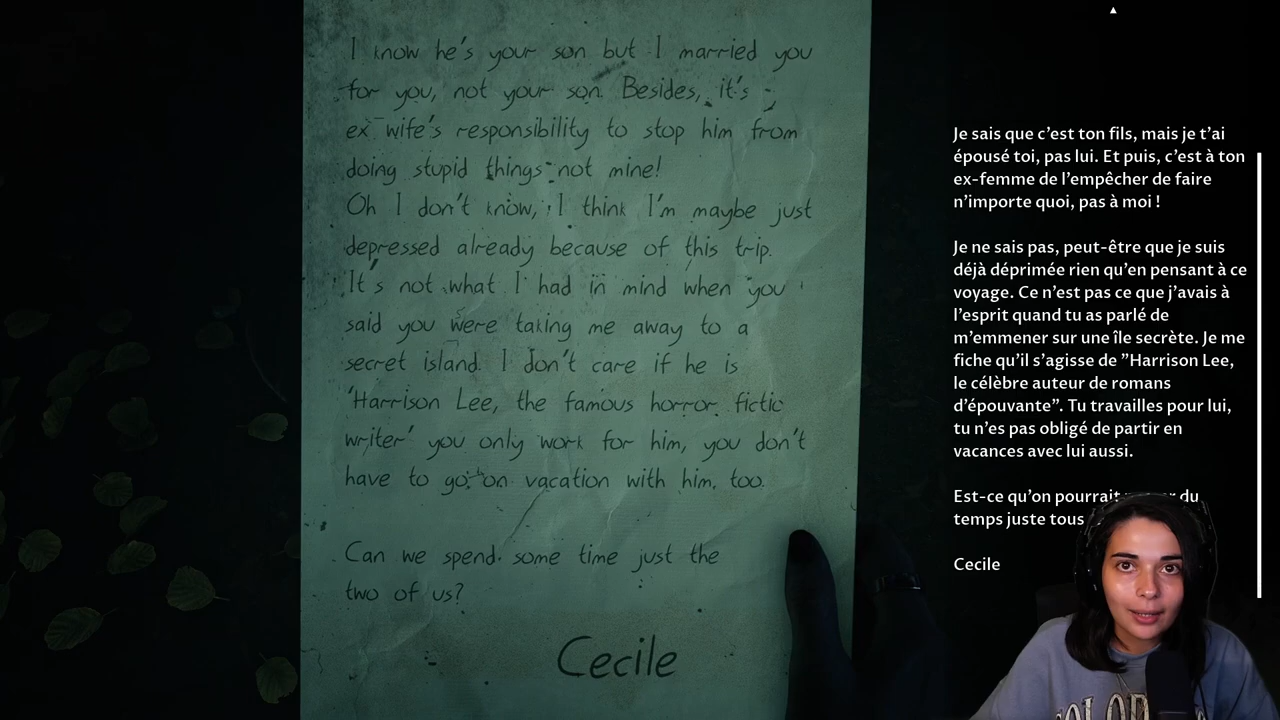 I know he's your son but I married you
for you, not your son. Besides, it's
ex wife's responsibility to stop him from
doing stupid things not mine!
Oh I don't know, I think I'm maybe just
depressed already because of this trip.
It's not what I had in mind when you
said you were taking me away to a
secret island. I don't care if he is
'Harrison Lee, the famous horror fictic
writer' you only work for him, you don't
have to go on vacation with him, too.
Can we spend some time just the
two of us?
Cecile
Je sais que c'est ton fils, mais je t'ai
épousé toi, pas lui. Et puis, c'est à ton
ex-femme de l'empêcher de faire
n'importe quoi, pas à moi !
Je ne sais pas, peut-être que je suis
déjà déprimée rien qu'en pensant à ce
voyage. Ce n'est pas ce que j'avais à
l'esprit quand tu as parlé de
m'emmener sur une île secrète. Je me
fiche qu'il s'agisse de "Harrison Lee,
le célèbre auteur de romans
d'épouvante". Tu travailles pour lui,
tu n'es pas obligé de partir en
vacances avec lui aussi.
Est-ce qu'on pourrait du
temps juste tous
Cecile